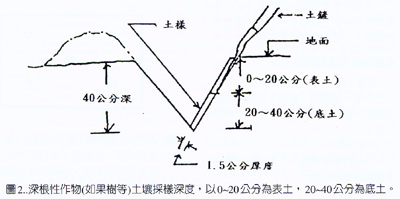 土樣
土鏟
地面
0~20公分(表土)
40公分深
20~40公分(底土)
1.5公分厚度
圖2..深根性作物(如果樹等)土壤採樣深度，以0~20公分為表土，20~40公分為底土。